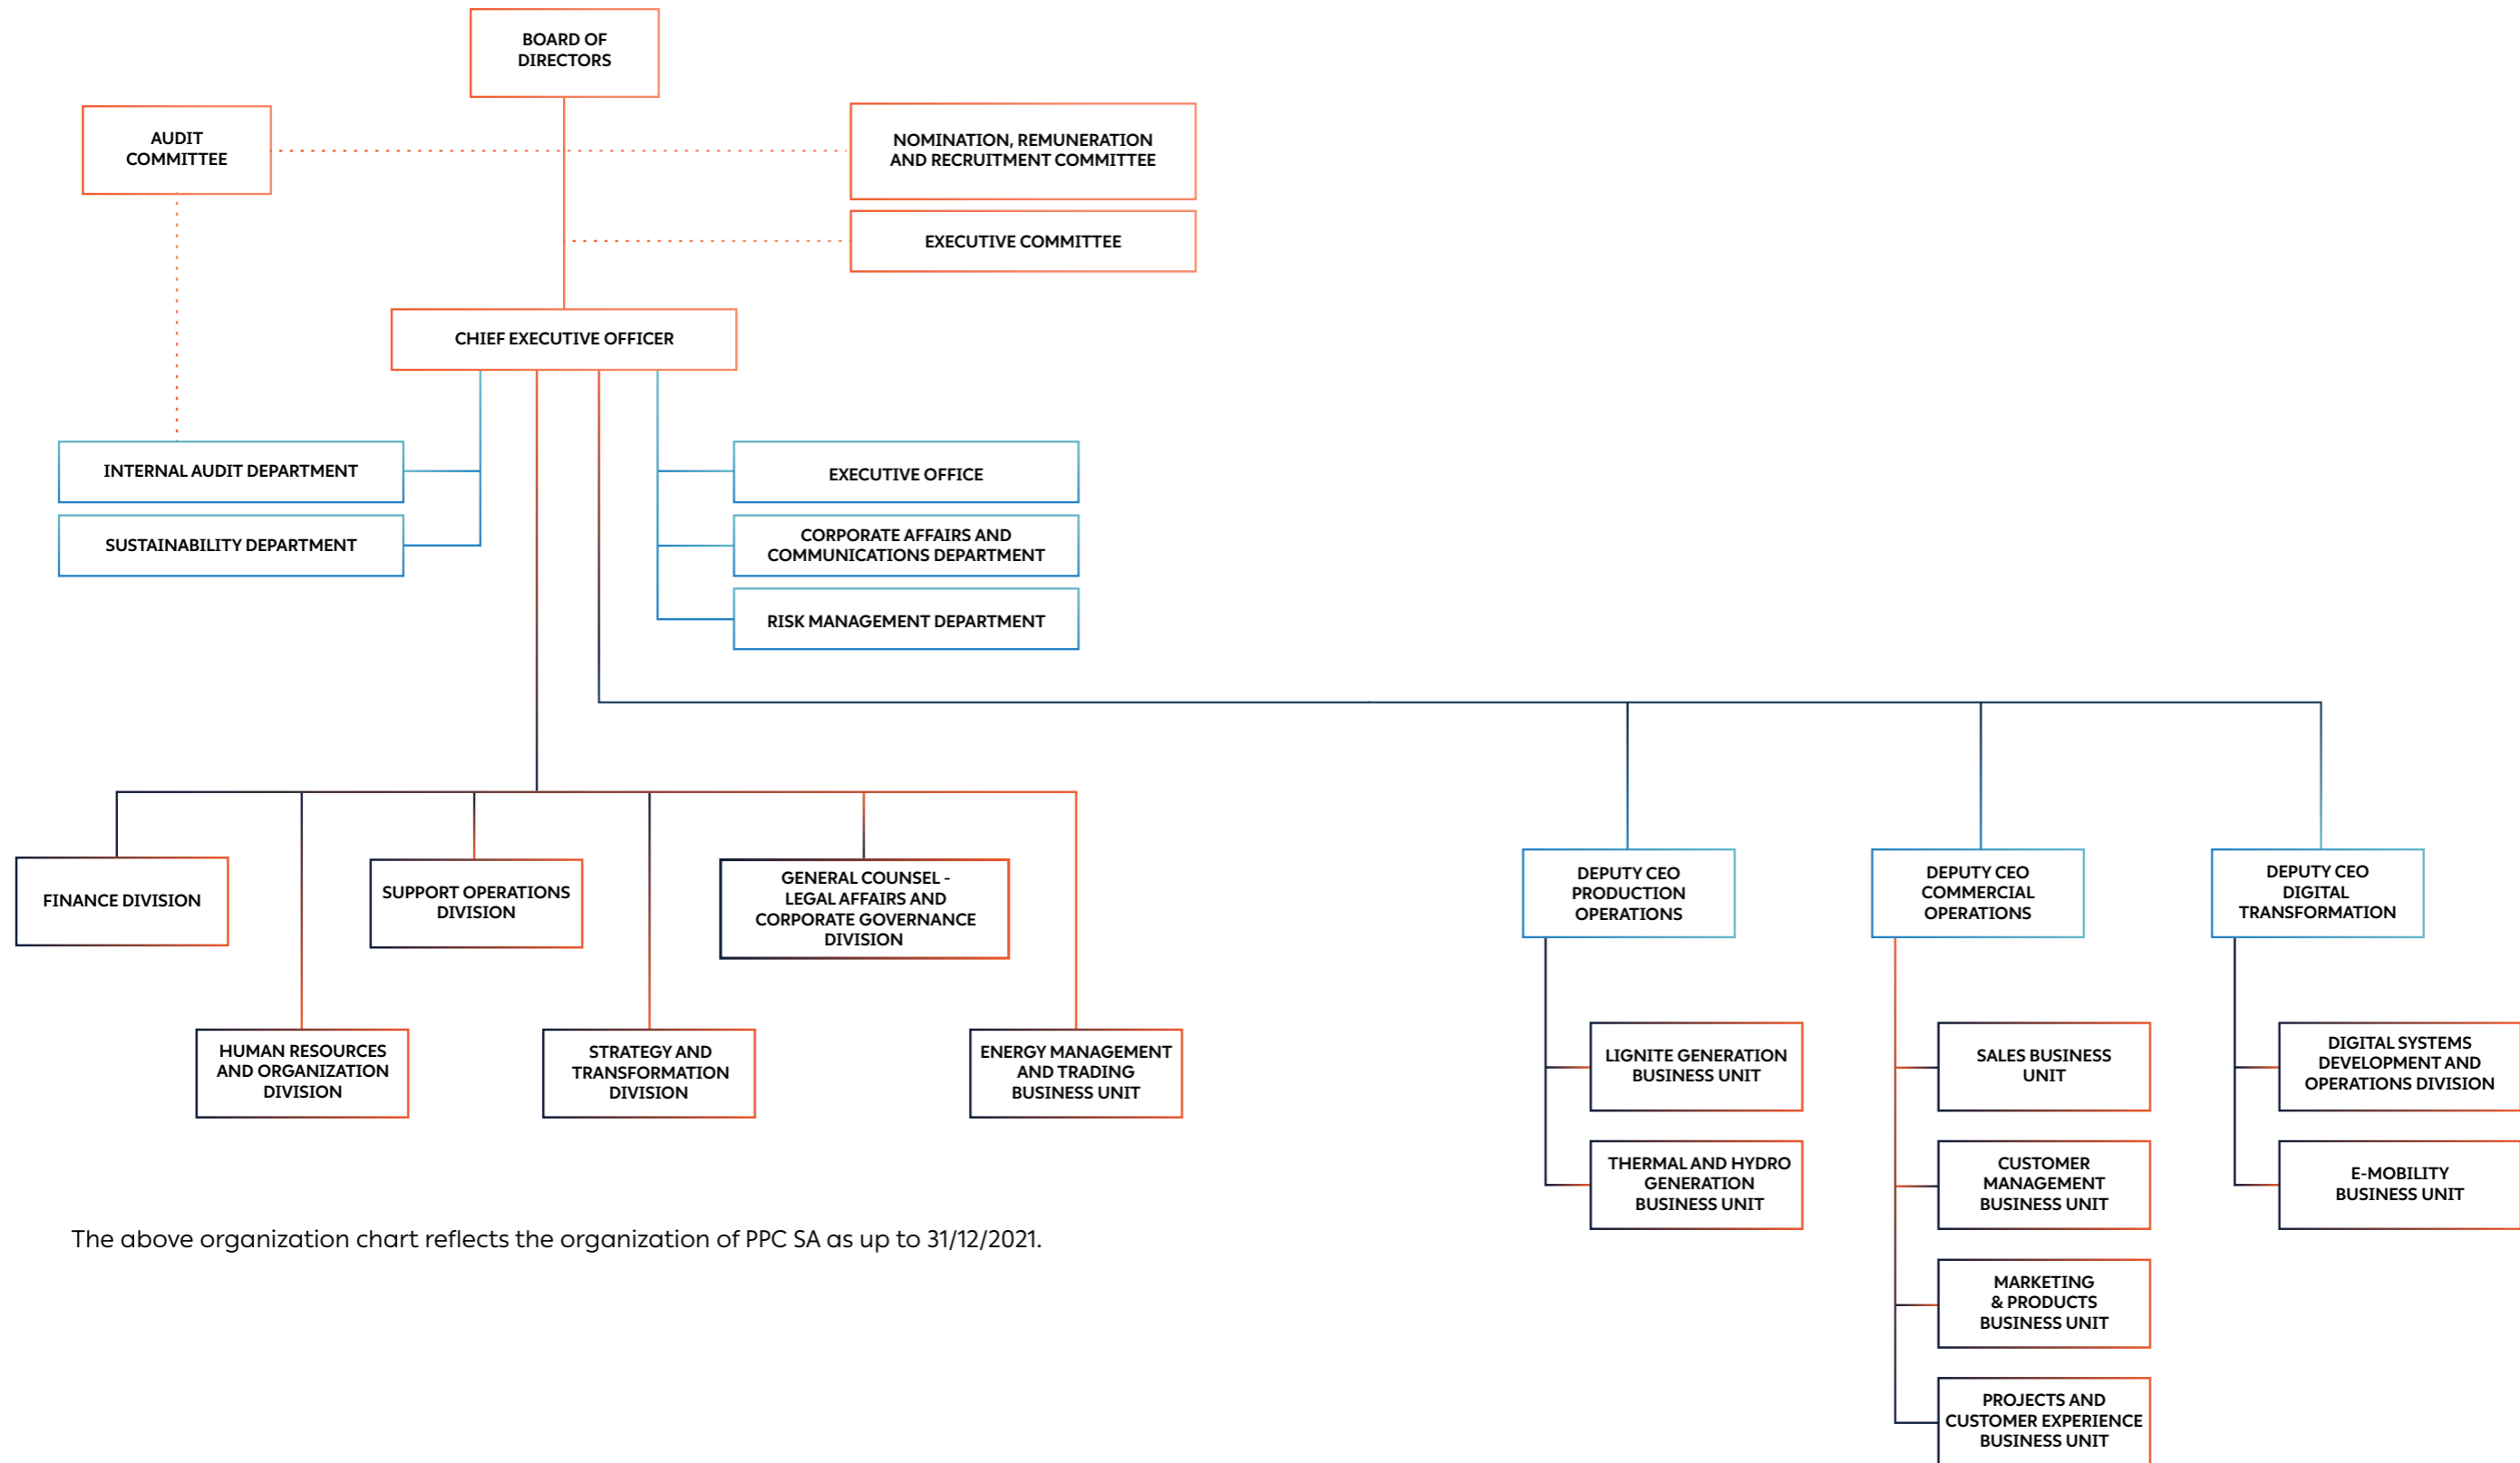 BOARD OF
DIRECTORS
AUDIT
COMMITTEE
NOMINATION, REMUNERATION
AND RECRUITMENT COMMITTEE
EXECUTIVE COMMITTEE
CHIEF EXECUTIVE OFFICER
INTERNAL AUDIT DEPARTMENT
SUSTAINABILITY DEPARTMENT
EXECUTIVE OFFICE
CORPORATE AFFAIRS AND
COMMUNICATIONS DEPARTMENT
RISK MANAGEMENT DEPARTMENT
FINANCE DIVISION
SUPPORT OPERATIONS
DIVISION
GENERAL COUNSEL -
LEGAL AFFAIRS AND
CORPORATE GOVERNANCE
DIVISION
HUMAN RESOURCES
AND ORGANIZATION
DIVISION
STRATEGY AND
TRANSFORMATION
DIVISION
ENERGY MANAGEMENT
AND TRADING
BUSINESS UNIT
DEPUTY CEO
PRODUCTION
OPERATIONS
LIGNITE GENERATION
BUSINESS UNIT
THERMAL AND HYDRO
GENERATION
BUSINESS UNIT
DEPUTY CEO
COMMERCIAL
OPERATIONS
SALES BUSINESS
UNIT
CUSTOMER
MANAGEMENT
BUSINESS UNIT
MARKETING
& PRODUCTS
BUSINESS UNIT
PROJECTS AND
CUSTOMER EXPERIENCE
BUSINESS UNIT
DEPUTY CEO
DIGITAL
TRANSFORMATION
DIGITAL SYSTEMS
DEVELOPMENT AND
OPERATIONS DIVISION
E-MOBILITY
BUSINESS UNIT
The above organization chart reflects the organization of PPC SA as up to 31/12/2021.